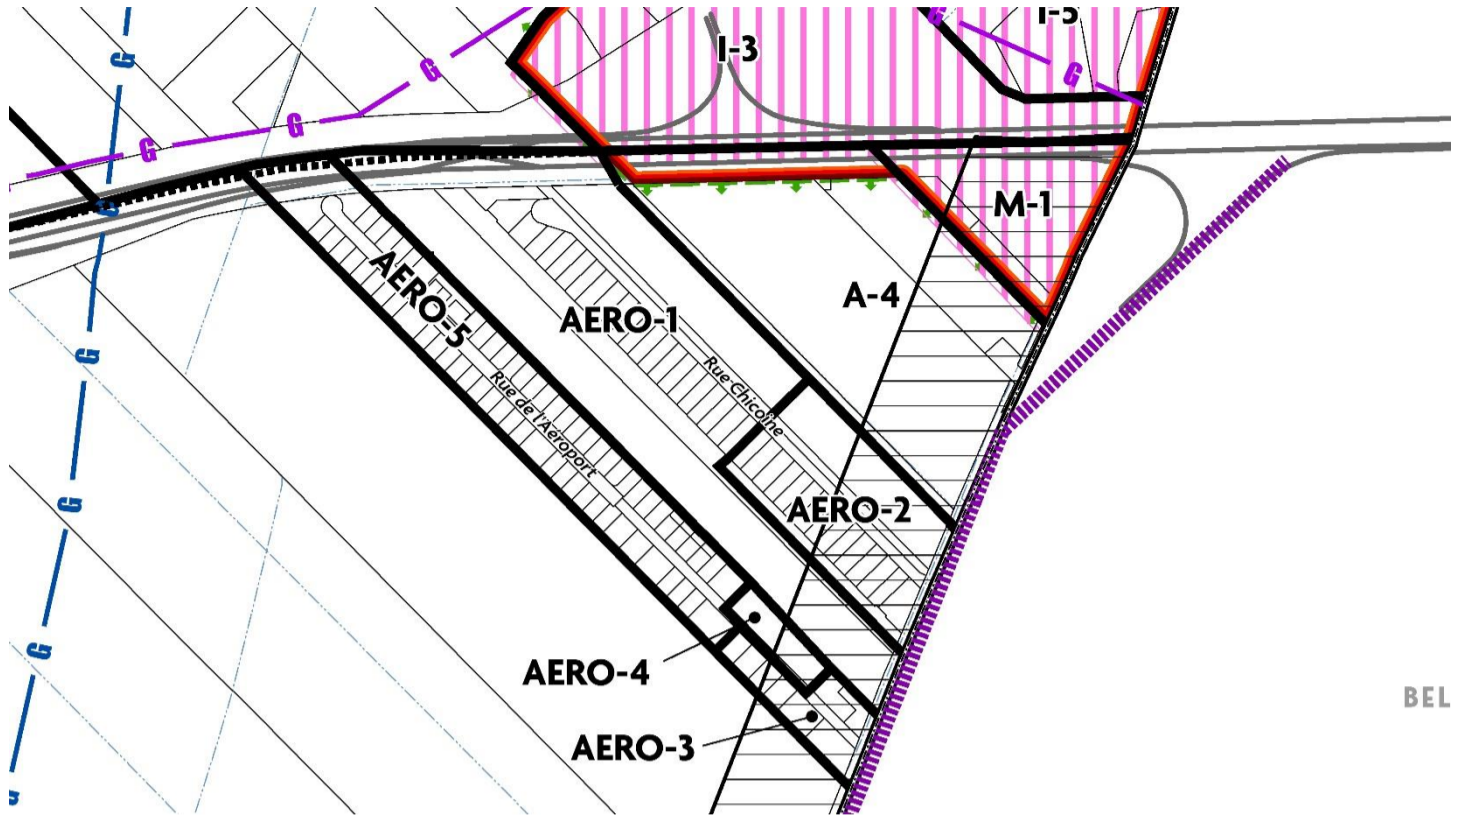 G
I-5
G
I-3
G
G
G
G
G
M-1
A-4
AERO-5
AERO-1
G
Rue Chicoine
Rue de l'Aéroport
G
AERO-2
G
AERO-4
BEL
AERO-3
G